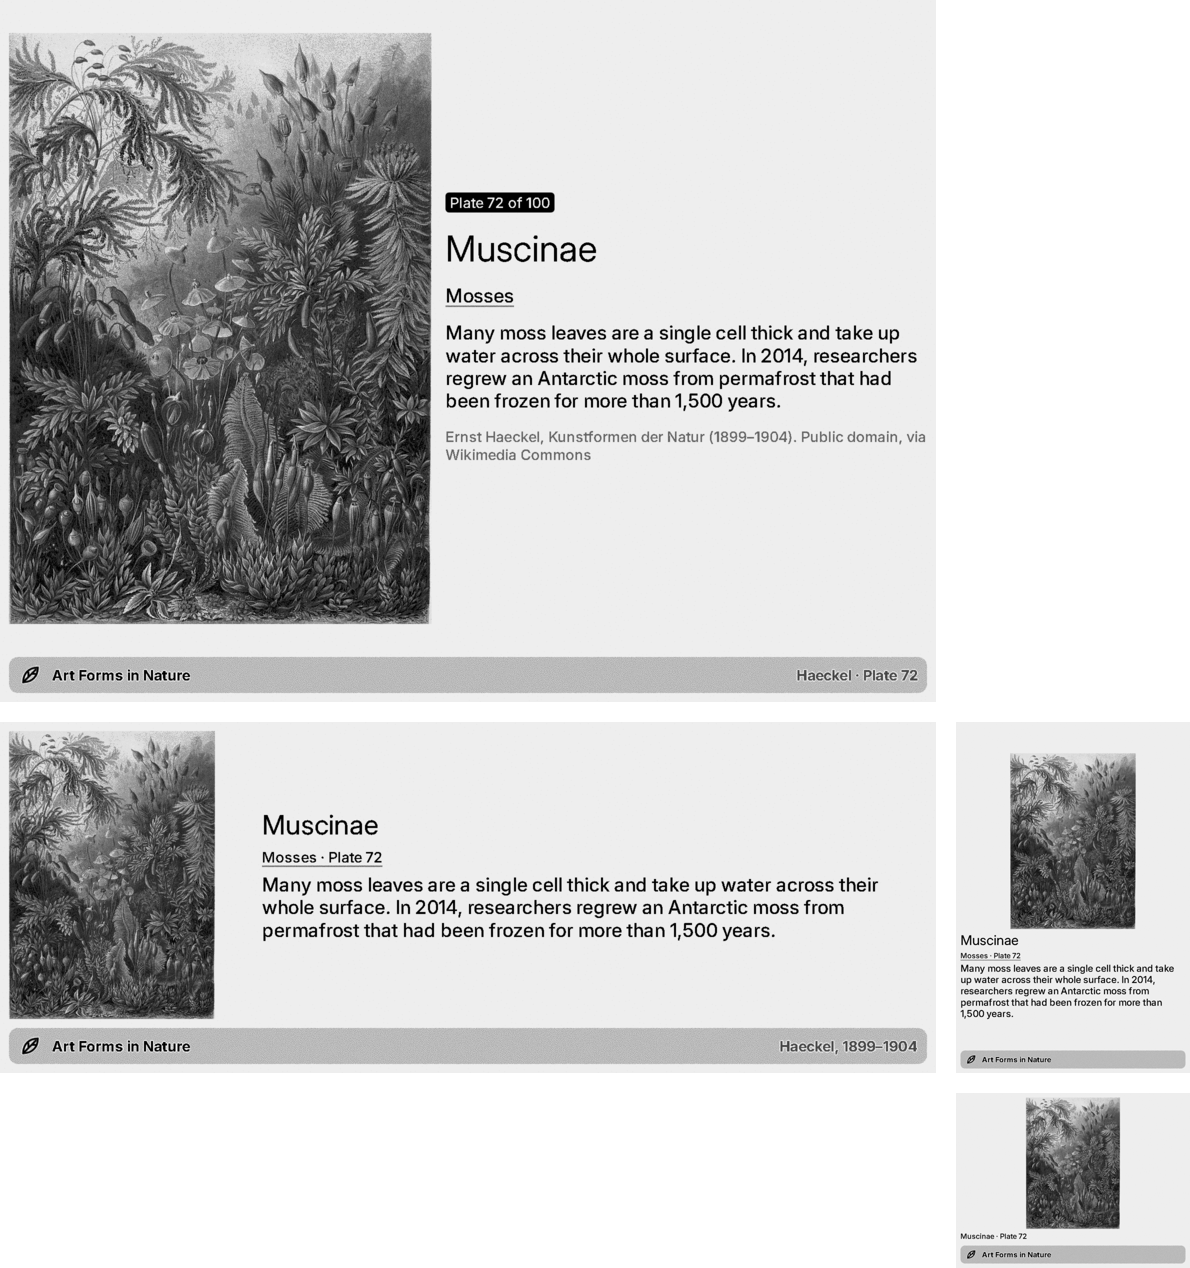 Plate 72 of 100
Muscinae
Mosses
Many moss leaves are a single cell thick and take up
water across their whole surface. In 2014, researchers
regrew an Antarctic moss from permafrost that had
been frozen for more than 1,500 years.
Ernst Haeckel, Kunstformen der Natur (1899–1904). Public domain, via
Wikimedia Commons
Art Forms in Nature
Haeckel · Plate 72
Muscinae
Mosses · Plate 72
Many moss leaves are a single cell thick and take up water across their
whole surface. In 2014, researchers regrew an Antarctic moss from
permafrost that had been frozen for more than 1,500 years.
Art Forms in Nature
Haeckel, 1899–1904
Muscinae
Mosses · Plate 72
Many moss leaves are a single cell thick and take
up water across their whole surface. In 2014,
researchers regrew an Antarctic moss from
permafrost that had been frozen for more than
1,500 years.
Art Forms in Nature
Muscinae · Plate 72
Art Forms in Nature